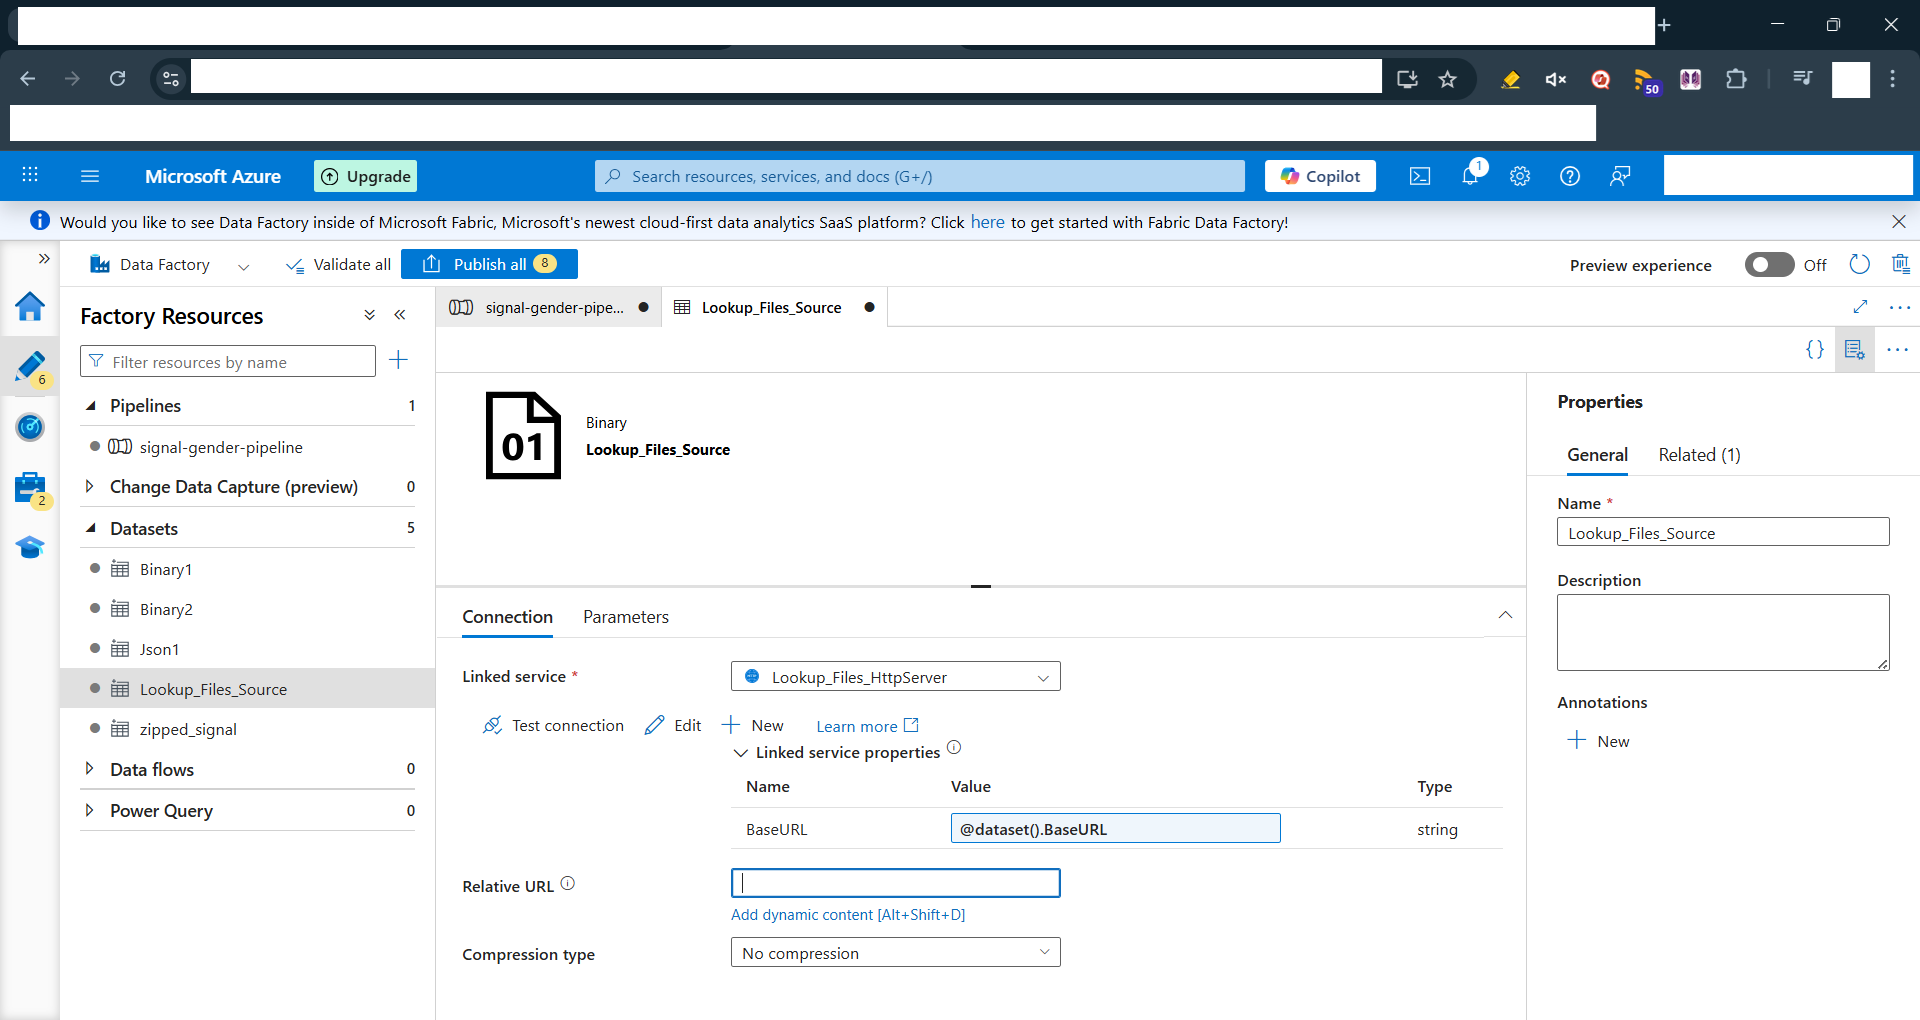 50
Microsoft Azure
Upgrade
Search resources, services, and docs (G+/)
Copilot
1
Would you like to see Data Factory inside of Microsoft Fabric, Microsoft's newest cloud-first data analytics SaaS platform? Click here to get started with Fabric Data Factory!
Data Factory
Validate all
Publish all 8
Preview experience
Off
Factory Resources
signal-gender-pipe...
Lookup_Files_Source
Filter resources by name
6
Pipelines 1
signal-gender-pipeline
Change Data Capture (preview) 0
2
Datasets 5
Binary1
Binary2
Json1
Lookup_Files_Source
zipped_signal
Data flows 0
Power Query 0
{}
01
Binary
Lookup_Files_Source
Connection
Parameters
Linked service *
Lookup_Files_HttpServer
Test connection
Edit
New
Learn more
Linked service properties
Name Value Type
BaseURL @dataset().BaseURL string
Relative URL
Add dynamic content [Alt+Shift+D]
Compression type
No compression
Properties
General
Related (1)
Name *
Lookup_Files_Source
Description
Annotations
New